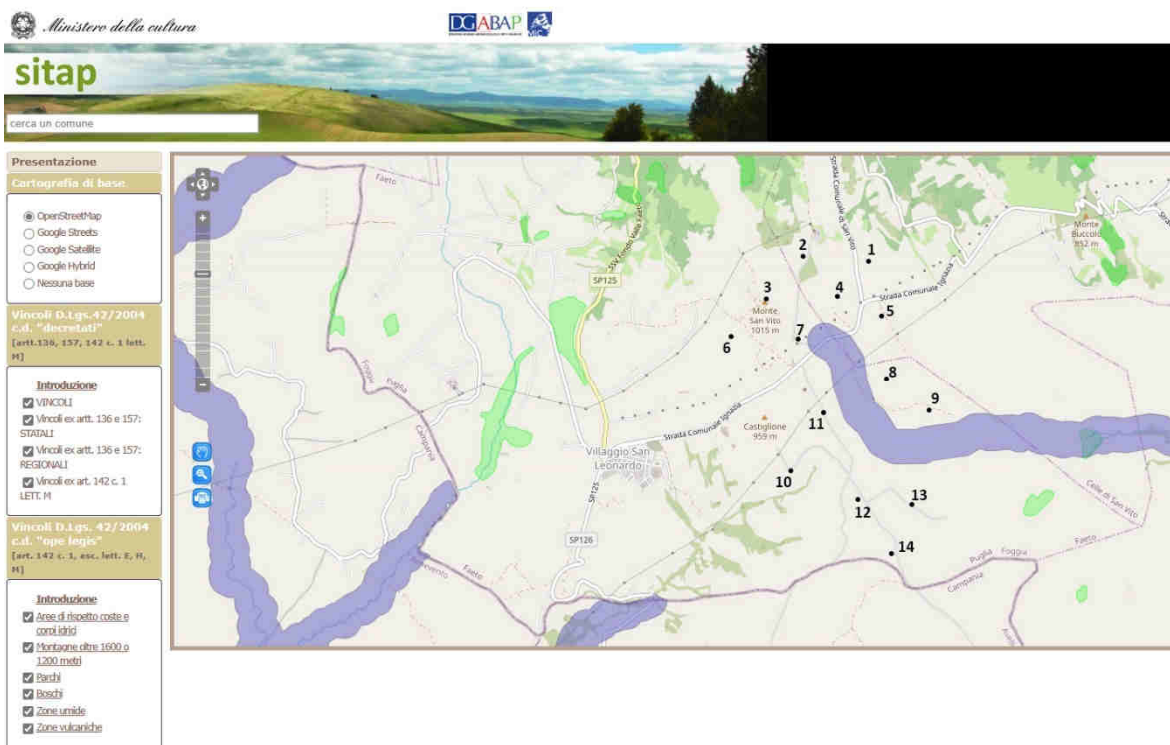 Ministero della cultura
DGABAP
sitap
cerca un comune
Presentazione
Cartografia di base
OpenStreetMap
Google Streets
Google Satellite
Google Hybrid
Nessuna base
Vincoli D.Lgs.42/2004
c.d. "decretati"
[artt.136, 157, 142 c. 1 lett.
M]
Introduzione
VINCOLI
Vincoli ex artt. 136 e 157:
STATALI
Vincoli ex artt. 136 e 157:
REGIONALI
Vincoli ex art. 142 c. 1
LETT. M
Vincoli D.Lgs. 42/2004
c.d. "ope legis"
[art. 142 c. 1, esc. lett. E, H,
M]
Introduzione
Aree di rispetto coste e
corpi idrici
Montagne oltre 1600 o
1200 metri
Parchi
Boschi
Zone umide
Zone vulcaniche
Faeto
SP125
Strada Comunale di San Vito
Monte
Buccolo
952 m
2
1
3
4
Monte
San Vito
1015 m
Strada Comunale Ignazia
5
6
7
8
9
Foggia
Puglia
Campania
Castiglione
959 m
11
Strada Comunale Ignazia
Villaggio San
Leonardo
10
12
13
14
Celle di San Vito
Faeto
SP125
SP126
Puglia Foggia
Campania
Faeto